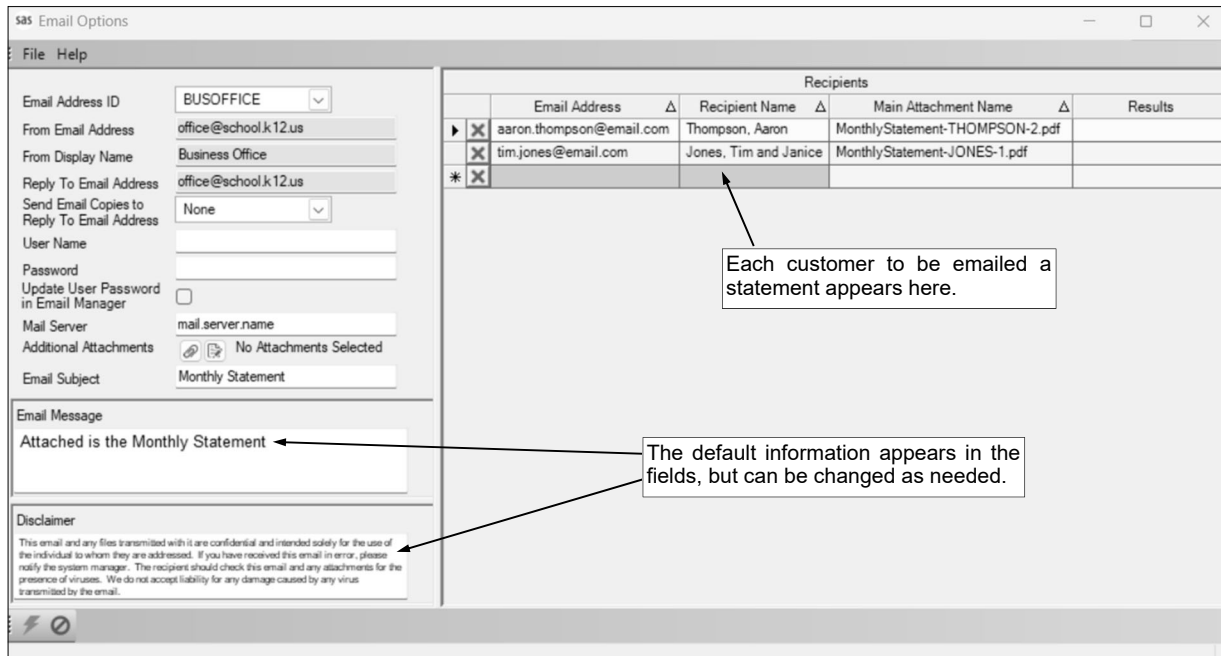 sas Email Options
File Help
Email Address ID BUSOFFICE
From Email Address office@school.k12.us
From Display Name Business Office
Reply To Email Address office@school.k12.us
Send Email Copies to
Reply To Email Address None
User Name
Password
Update User Password
in Email Manager
Mail Server mail.server.name
Additional Attachments No Attachments Selected
Email Subject Monthly Statement
Email Message
Attached is the Monthly Statement
Disclaimer
This email and any files transmitted with it are confidential and intended solely for the use of
the individual to whom they are addressed. If you have received this email in error, please
notify the system manager. The recipient should check this email and any attachments for the
presence of viruses. We do not accept liability for any damage caused by any virus
transmitted by the email.
Recipients
Email Address Recipient Name Main Attachment Name Results
aaron.thompson@email.com Thompson, Aaron MonthlyStatement-THOMPSON-2.pdf
tim.jones@email.com Jones, Tim and Janice MonthlyStatement-JONES-1.pdf
Each customer to be emailed a
statement appears here.
The default information appears in the
fields, but can be changed as needed.